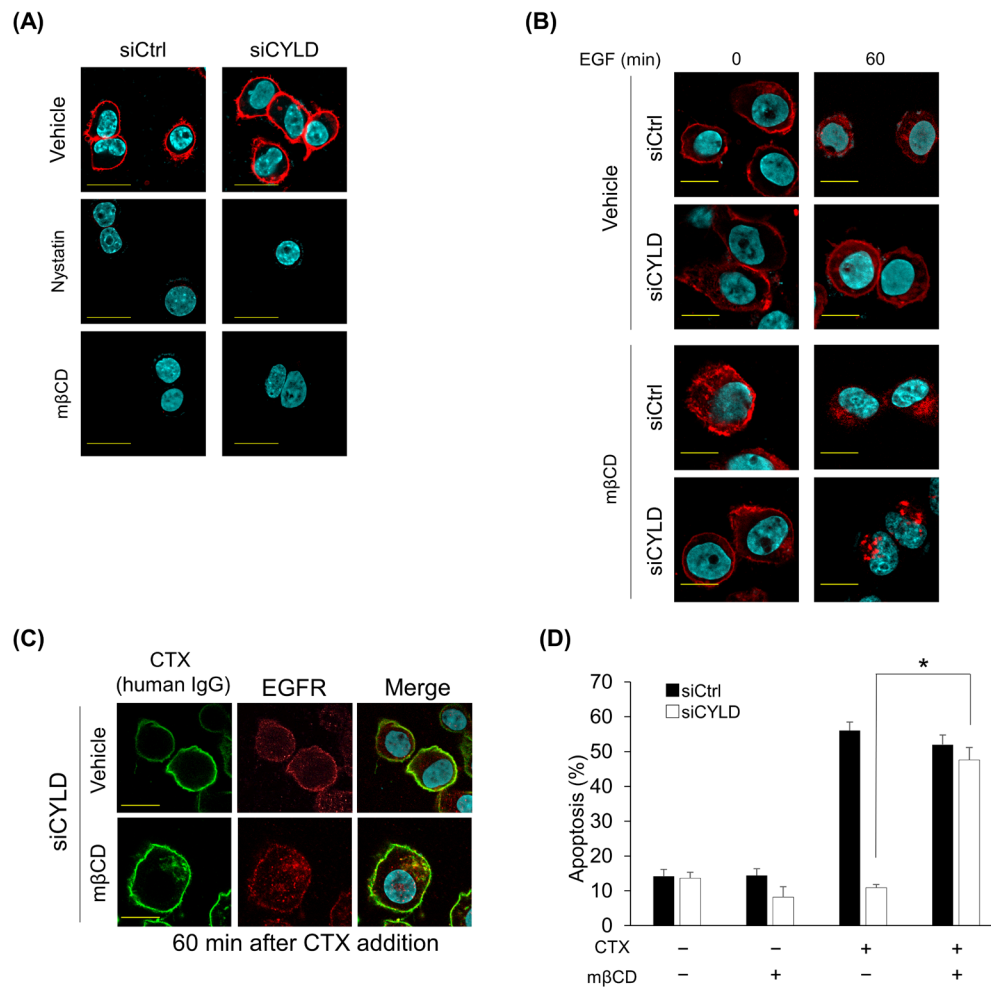 (A)
siCtrl siCYLD
Vehicle
Nystatin
mβCD
(B)
EGF (min) 0 60
Vehicle
siCtrl
siCYLD
mβCD
siCtrl
siCYLD
(C)
CTX
(human IgG) EGFR Merge
siCYLD
Vehicle
mβCD
60 min after CTX addition
(D)
*
siCtrl
siCYLD
Apoptosis (%)
70
60
50
40
30
20
10
0
CTX − − + +
mβCD − + − +